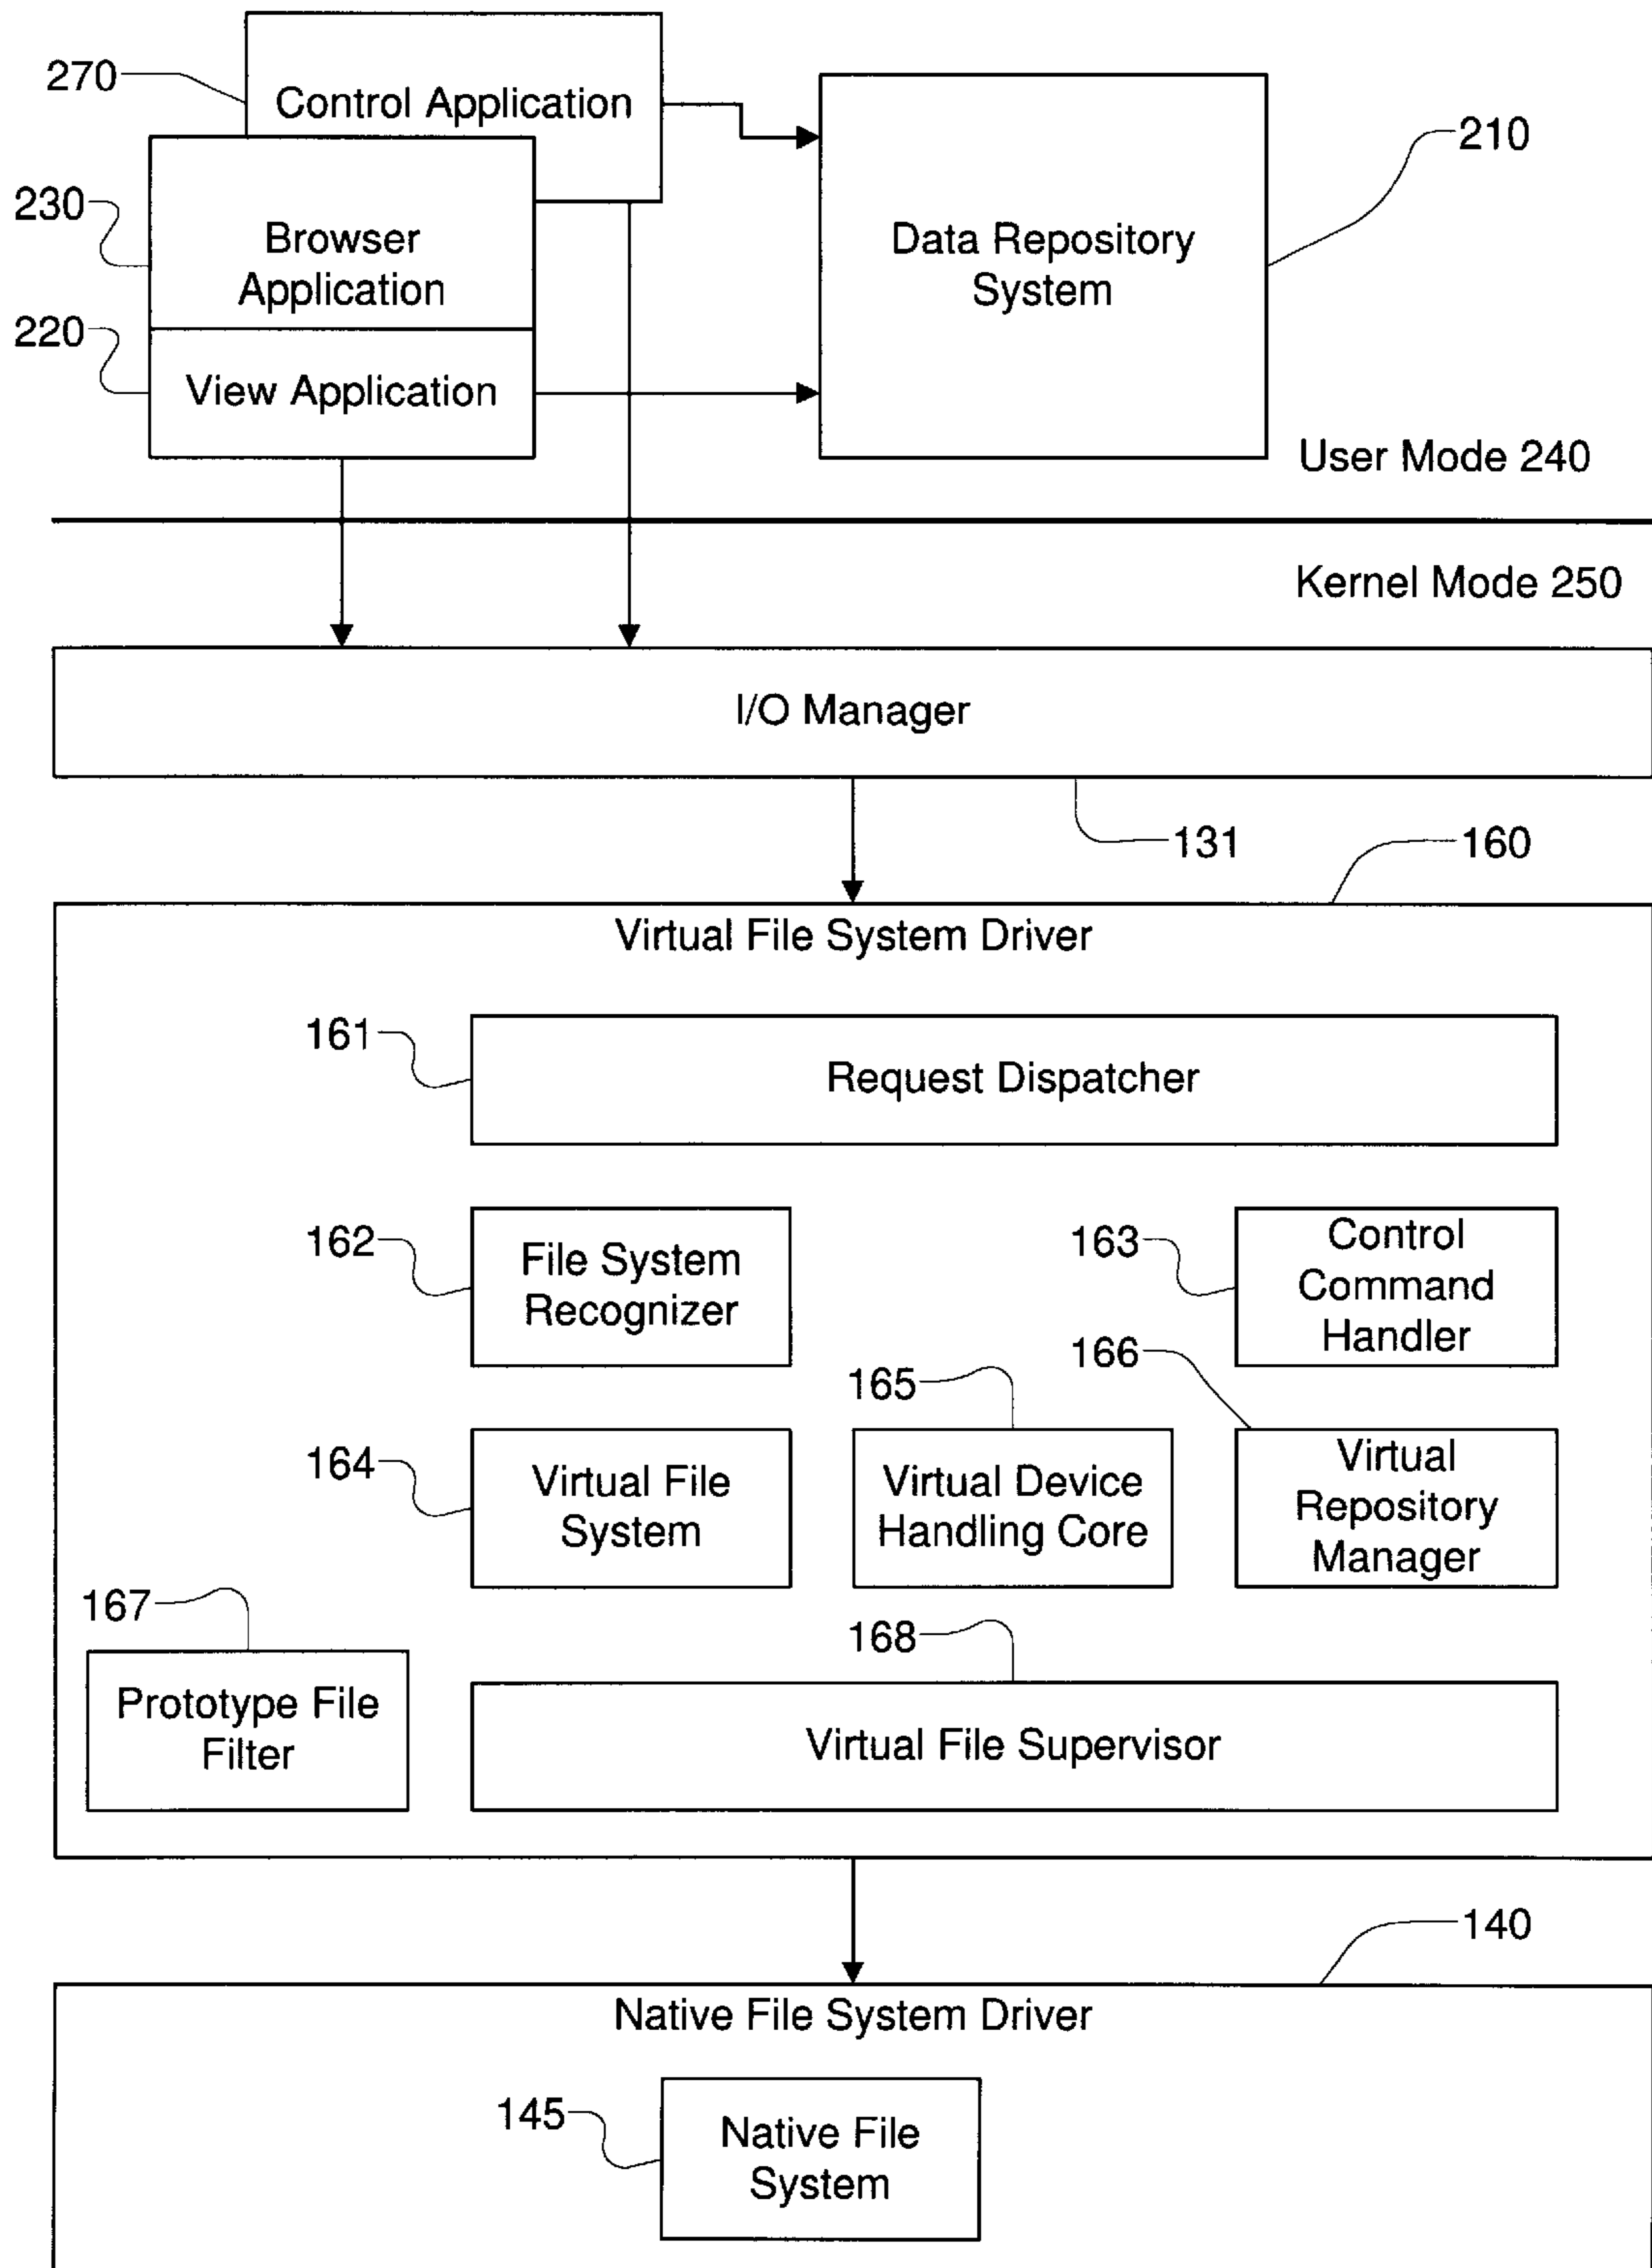 270
Control Application
210
230
Browser
Application
Data Repository
System
220
View Application
User Mode 240
Kernel Mode 250
I/O Manager
131
160
Virtual File System Driver
161
Request Dispatcher
162
File System
Recognizer
163
Control
Command
Handler
166
165
164
Virtual File
System
Virtual Device
Handling Core
Virtual
Repository
Manager
167
168
Prototype File
Filter
Virtual File Supervisor
140
Native File System Driver
145
Native File
System